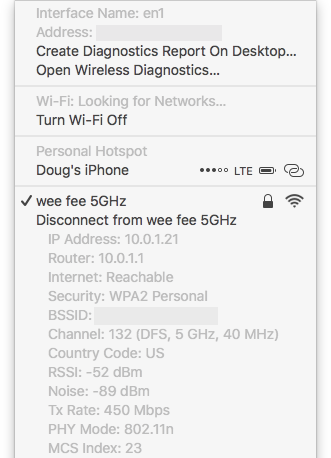 Interface Name: en1
Address:
Create Diagnostics Report On Desktop...
Open Wireless Diagnostics...
Wi-Fi: Looking for Networks...
Turn Wi-Fi Off
Personal Hotspot
Doug's iPhone LTE
✓ wee fee 5GHz
Disconnect from wee fee 5GHz
IP Address: 10.0.1.21
Router: 10.0.1.1
Internet: Reachable
Security: WPA2 Personal
BSSID:
Channel: 132 (DFS, 5 GHz, 40 MHz)
Country Code: US
RSSI: -52 dBm
Noise: -89 dBm
Tx Rate: 450 Mbps
PHY Mode: 802.11n
MCS Index: 23